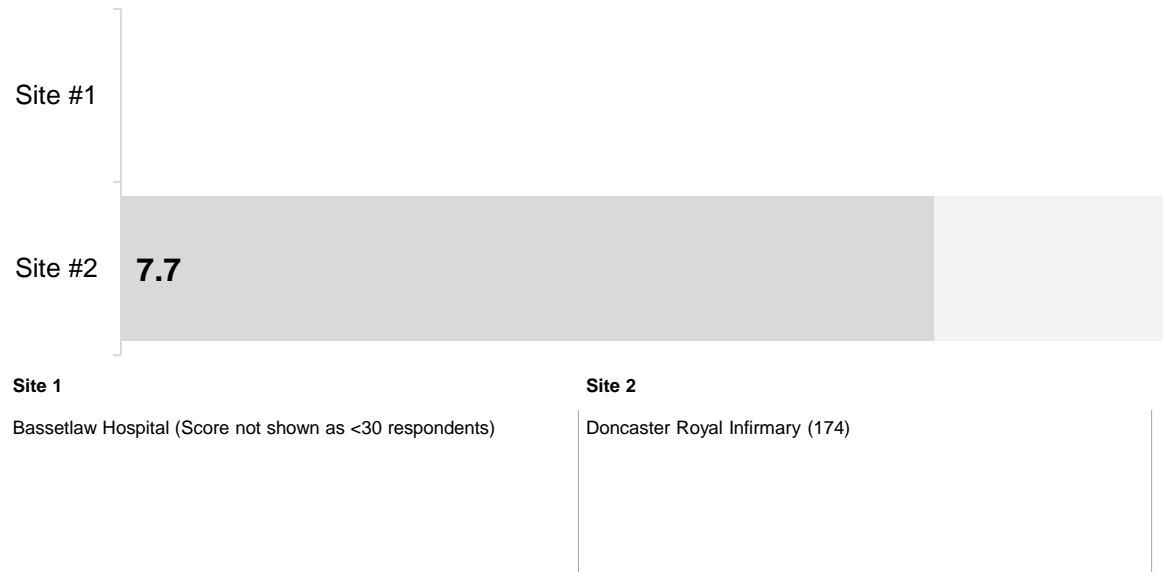 Site #1
Site #2
7.7
Site 1
Site 2
Bassetlaw Hospital (Score not shown as <30 respondents)
Doncaster Royal Infirmary (174)